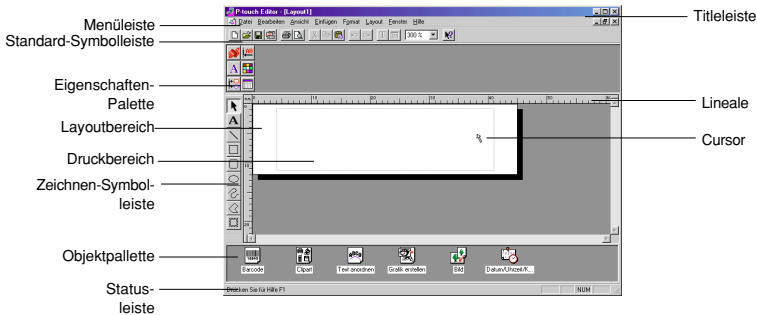 Menüleiste
Standard-Symbolleiste
Eigenschaften-
Palette
Layoutbereich
Druckbereich
Zeichnen-Symbol-
leiste
Objektpallette
Status-
leiste
P-touch Editor - [Layout1]
Datei Bearbeiten Ansicht Einfügen Format Layout Fenster Hilfe
300 %
Barcode Clipart Text anordnen Grafik erstellen Bild Datum/Uhrzeit/K...
Drücken Sie für Hilfe F1
NUM
Titleleiste
Lineale
Cursor